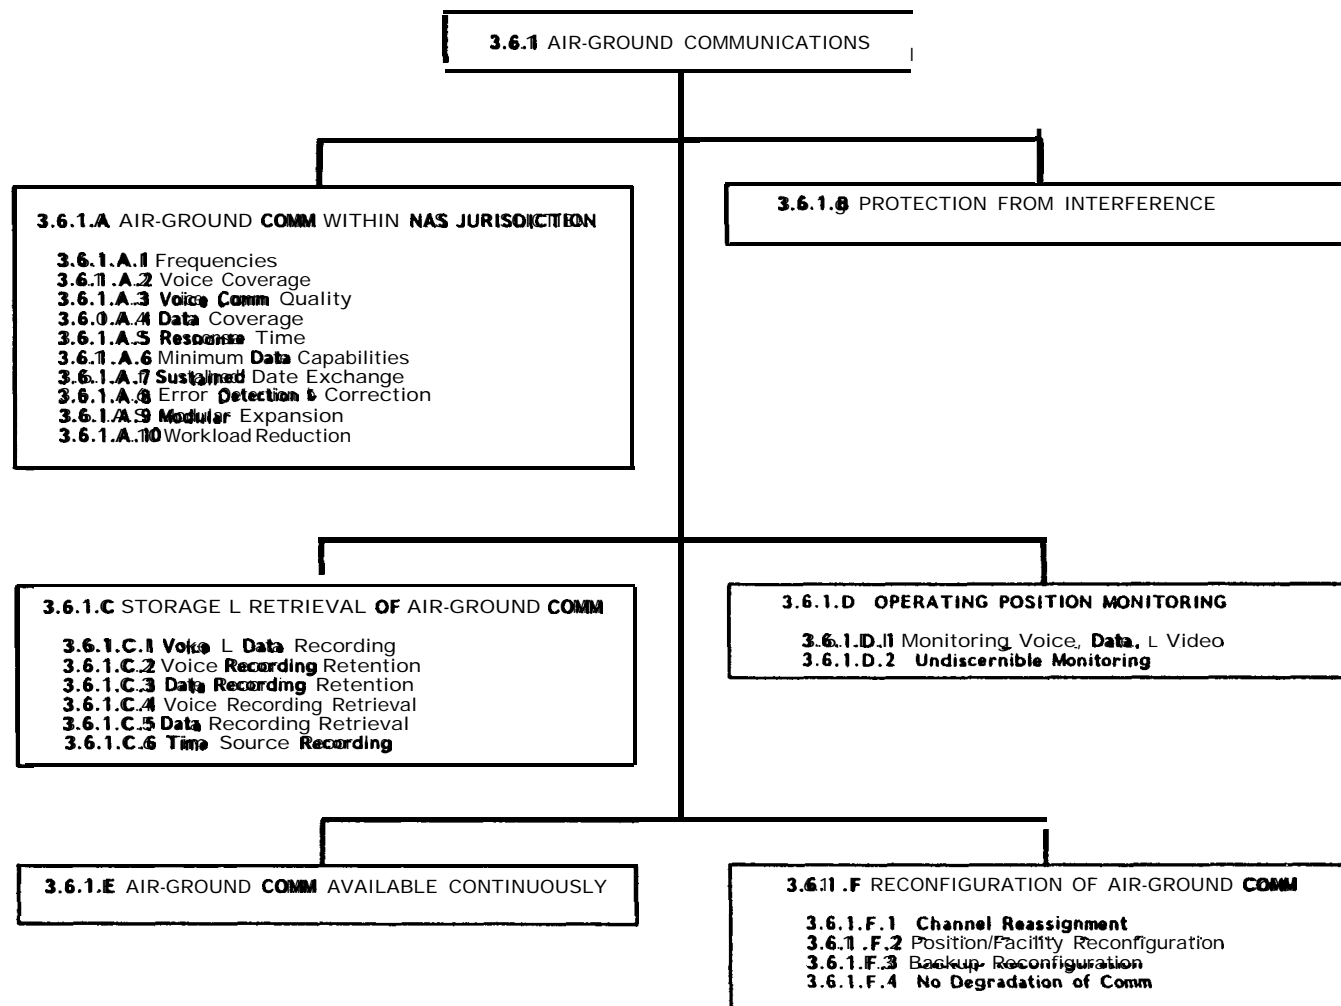 3.6.1 AIR-GROUND COMMUNICATIONS
3.6.1.A AIR-GROUND COMM WITHIN NAS JURISDICTION
3.6.1.A.1 Frequencies
3.6.1.A.2 Voice Coverage
3.6.1.A.3 Voice Comm Quality
3.6.1.A.4 Data Coverage
3.6.1.A.5 Response Time
3.6.1.A.6 Minimum Data Capabilities
3.6.1.A.7 Sustained Date Exchange
3.6.1.A.8 Error Detection & Correction
3.6.1.A.9 Modular Expansion
3.6.1.A.10 Workload Reduction
3.6.1.B PROTECTION FROM INTERFERENCE
3.6.1.C STORAGE L RETRIEVAL OF AIR-GROUND COMM
3.6.1.C.1 Voice L Data Recording
3.6.1.C.2 Voice Recording Retention
3.6.1.C.3 Data Recording Retention
3.6.1.C.4 Voice Recording Retrieval
3.6.1.C.5 Data Recording Retrieval
3.6.1.C.6 Time Source Recording
3.6.1.D OPERATING POSITION MONITORING
3.6.1.D.1 Monitoring Voice, Data, L Video
3.6.1.D.2 Undiscernible Monitoring
3.6.1.E AIR-GROUND COMM AVAILABLE CONTINUOUSLY
3.6.1.F RECONFIGURATION OF AIR-GROUND COMM
3.6.1.F.1 Channel Reassignment
3.6.1.F.2 Position/Facility Reconfiguration
3.6.1.F.3 Backup Reconfiguration
3.6.1.F.4 No Degradation of Comm